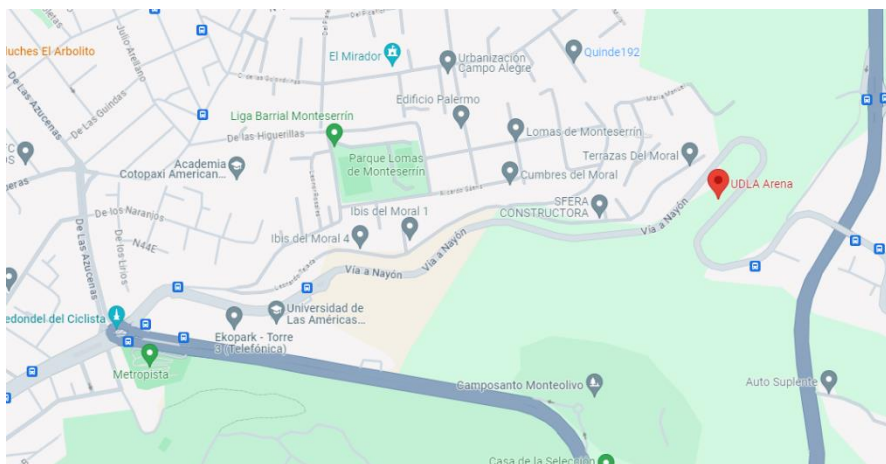 De Las Azucenas
De Las Guindas
Julio Arellano
luches El Arbolito
El Mirador
Urbanización
Campo Alegre
Quinde192
Edificio Palermo
Liga Barrial Monteserrín
De las Higuerillas
Lomas de Monteserrín
Maria Manuel
Academia
Cotopaxi American...
Parque Lomas
de Monteserrín
Terrazas Del Moral
Cumbres del Moral
UDLA Arena
SFERA
CONSTRUCTORA
De los Naranjos
De los Lirios
N44E
De Las Azucenas
Ibis del Moral 1
Ibis del Moral 4
Vía a Nayón
Vía a Nayón
Vía a Nayón
Universidad de
Las Américas...
edondel del Ciclista
Ekopark - Torre
3 (Telefónica)
Metropista
Camposanto Monteolivo
Auto Suplente
Casa de la Selección